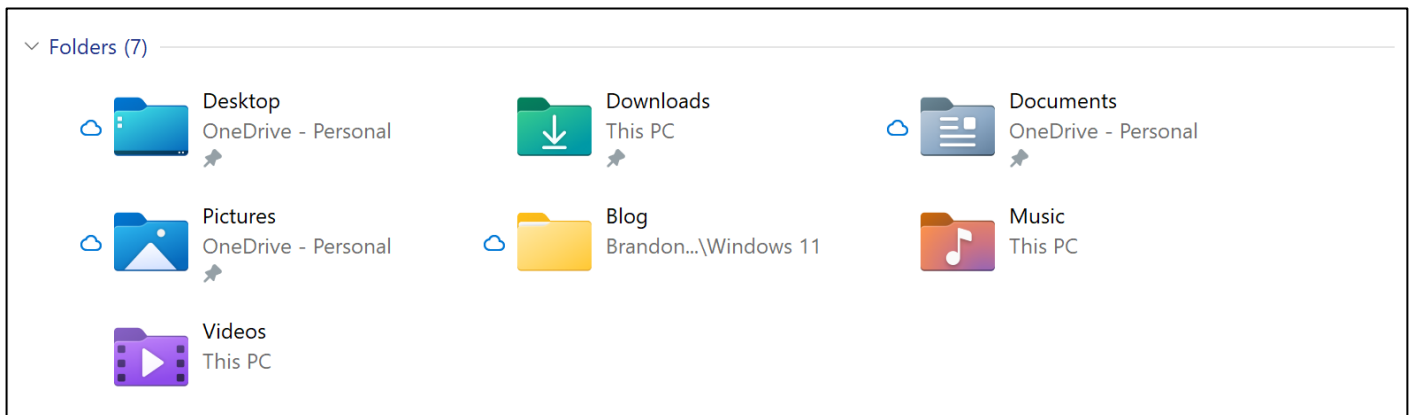 Folders (7)
Desktop
OneDrive - Personal
Downloads
This PC
Documents
OneDrive - Personal
Pictures
OneDrive - Personal
Blog
Brandon...\Windows 11
Music
This PC
Videos
This PC